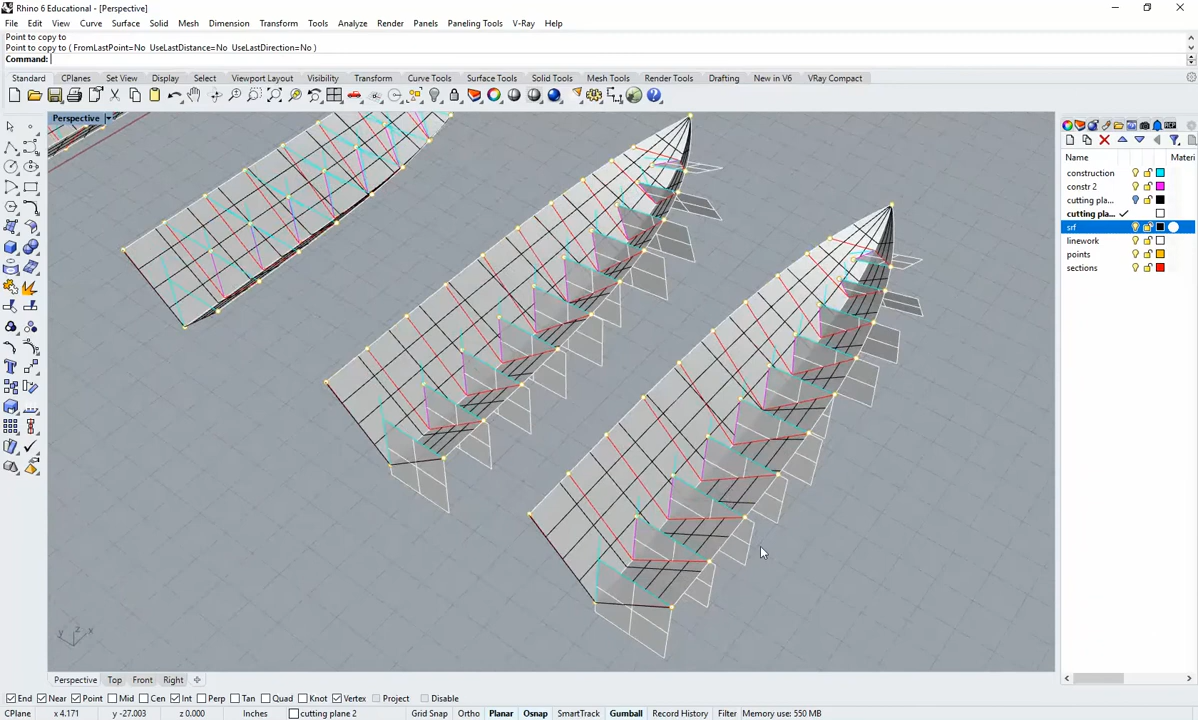 Rhino 6 Educational - [Perspective]
File Edit View Curve Surface Solid Mesh Dimension Transform Tools Analyze Render Panels Paneling Tools V-Ray Help
Point to copy to
Point to copy to ( FromLastPoint=No UseLastDistance=No UseLastDirection=No )
Command:
Standard CPlanes Set View Display Select Viewport Layout Visibility Transform Curve Tools Surface Tools Solid Tools Mesh Tools Render Tools Drafting New in V6 VRay Compact
Perspective
Name Materi
construction
constr 2
cutting pla...
cutting pla...
srf
linework
points
sections
z
y x
Perspective Top Front Right
End Near Point Mid Cen Int Perp Tan Quad Knot Vertex Project Disable
CPlane x 4.171 y -27.003 z 0.000 Inches cutting plane 2 Grid Snap Ortho Planar Osnap SmartTrack Gumball Record History Filter Memory use: 550 MB